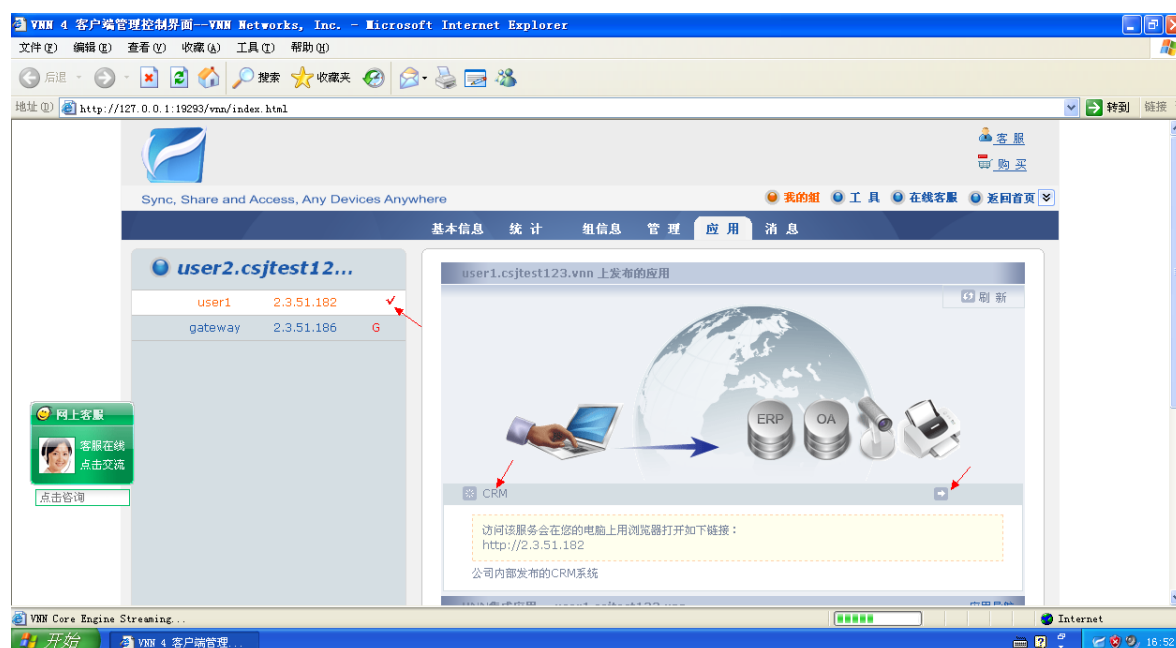 VNN 4 客户端管理控制界面--VNN Networks, Inc. - Microsoft Internet Explorer
文件(F) 编辑(E) 查看(V) 收藏(A) 工具(T) 帮助(H)
后退 搜索 收藏夹
地址(D) http://127.0.0.1:19293/vnn/index.html 转到 链接
客 服
购 买
Sync, Share and Access, Any Devices Anywhere
我的组 工 具 在线客服 返回首页
基本信息 统 计 组信息 管 理 应 用 消 息
user2.csjtest12...
user1.csjtest123.vnn 上发布的应用
刷 新
user1 2.3.51.182
gateway 2.3.51.186 G
ERP OA
网上客服
客服在线
点击交流
点击咨询
CRM
访问该服务会在您的电脑上用浏览器打开如下链接：
http://2.3.51.182
公司内部发布的CRM系统
VNN Core Engine Streaming... Internet
开始 VNN 4 客户端管理... 16:52